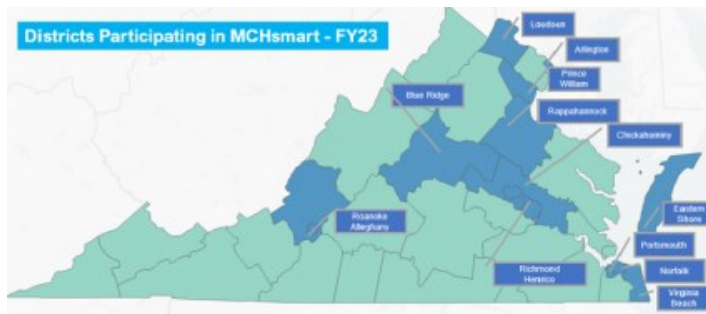 Districts Participating in MCHsmart - FY23
Loudoun
Arlington
Prince
William
Blue Ridge
Rappahannock
Chickahominy
Eastern
Shore
Roanoke
Alleghany
Portsmouth
Richmond
Henrico
Norfolk
Virginia
Beach